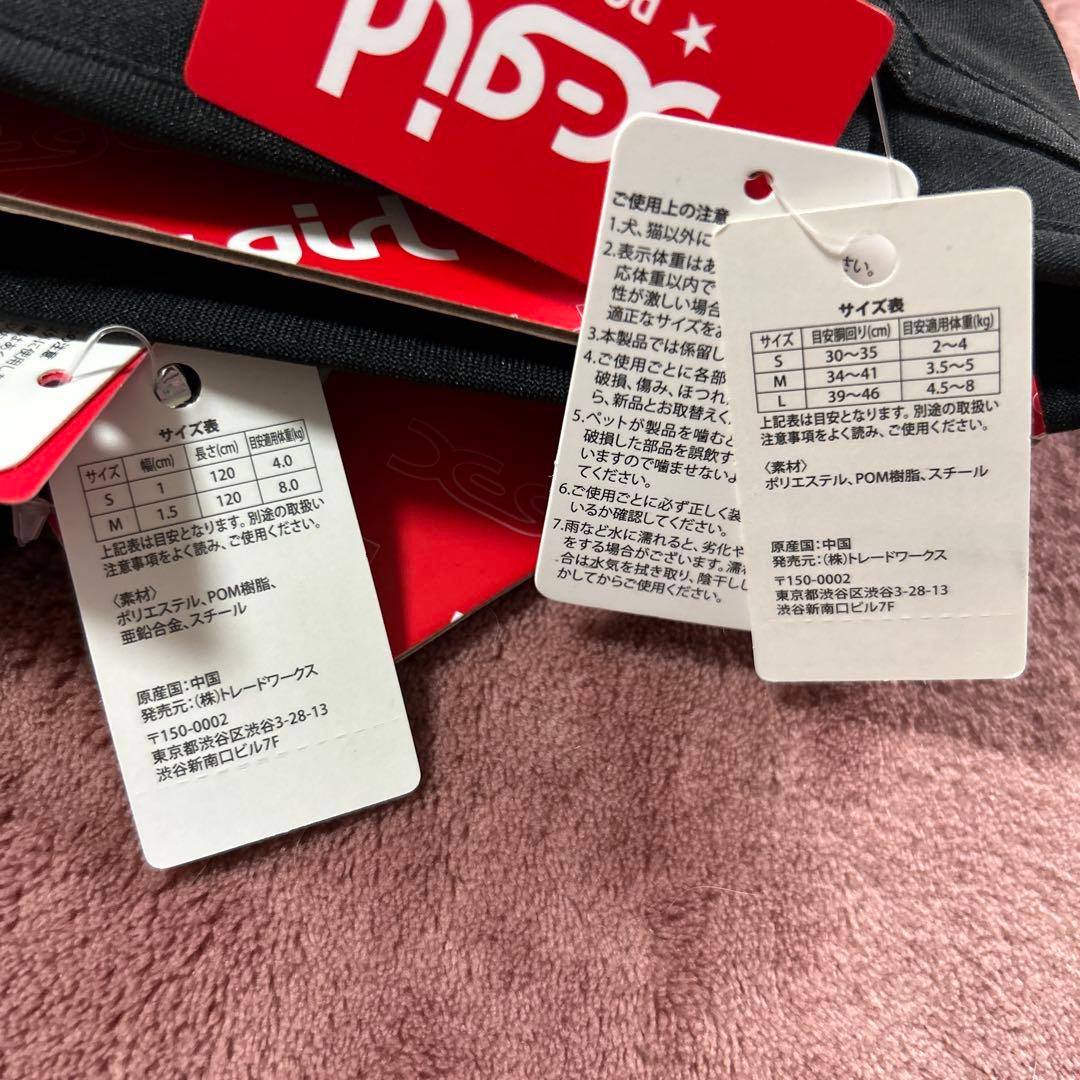 x-girl
ご使用上の注意
1.犬、猫以外に
2.表示体重はあ
応体重以内で
性が激しい場合
適正なサイズをお
3.本製品では係留し
4.ご使用ごとに各部
破損、傷み、ほつれ
ら、新品とお取替えく
5.ペットが製品を噛むと
破損した部品を誤飲す
いますので噛ませないよ
てください。
6.ご使用ごとに必ず正しく装
いるか確認してください。
7.雨など水に濡れると、劣化や
をする場合がございます。濡
合は水気を拭き取り、陰干しし
かしてからご使用ください。
さい。
サイズ表
サイズ 目安胴回り(cm) 目安適用体重(kg)
S 30〜35 2〜4
M 34〜41 3.5〜5
L 39〜46 4.5〜8
上記表は目安となります。別途の取扱い
注意事項をよく読み、ご使用ください。
〈素材〉
ポリエステル、POM樹脂、スチール
原産国:中国
発売元:(株)トレードワークス
〒150-0002
東京都渋谷区渋谷3-28-13
渋谷新南口ビル7F
サイズ表
サイズ 幅(cm) 長さ(cm) 目安適用体重(kg)
S 1 120 4.0
M 1.5 120 8.0
上記表は目安となります。別途の取扱い
注意事項をよく読み、ご使用ください。
〈素材〉
ポリエステル、POM樹脂、
亜鉛合金、スチール
原産国:中国
発売元:(株)トレードワークス
〒150-0002
東京都渋谷区渋谷3-28-13
渋谷新南口ビル7F